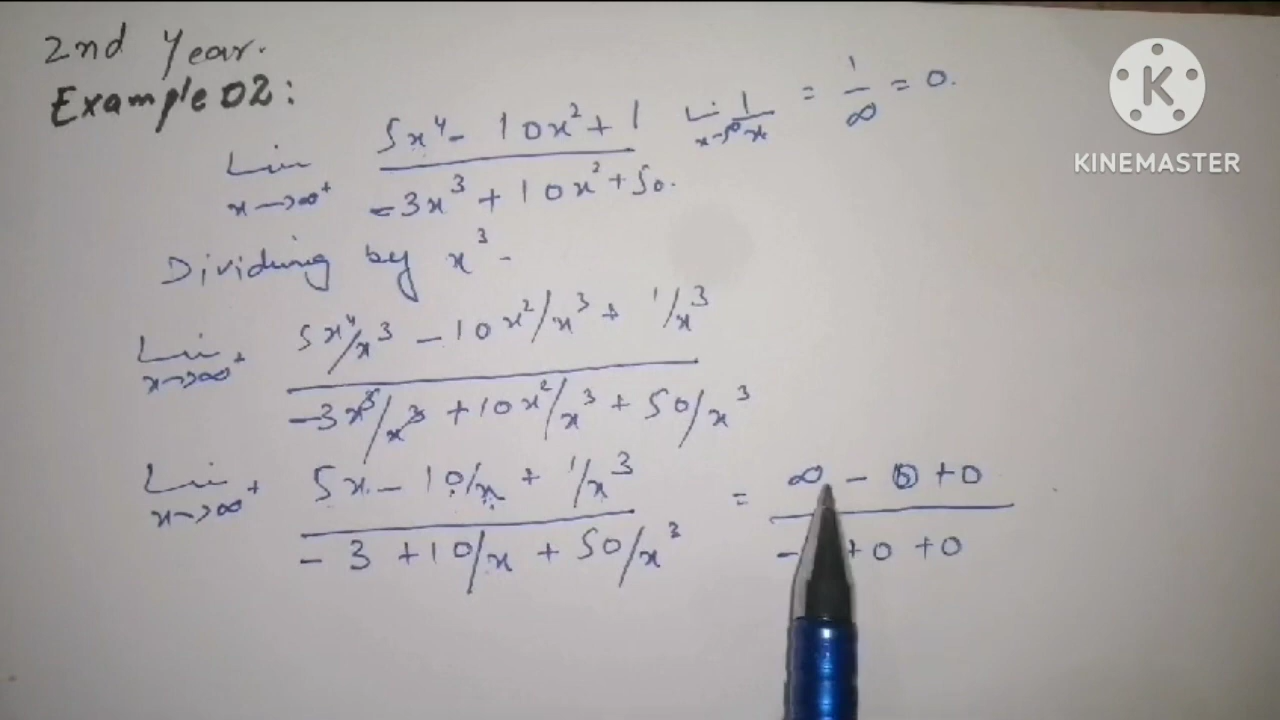 2nd Year.
Example 02:
Lim x→∞⁺ 5x⁴ - 10x² + 1 / -3x³ + 10x² + 50.
Lim x→∞ 1/x = 1/∞ = 0.
K
KINEMASTER
Dividing by x³ -
Lim x→∞⁺ 5x⁴/x³ - 10x²/x³ + 1/x³ / -3x³/x³ + 10x²/x³ + 50/x³
Lim x→∞⁺ 5x - 10/x + 1/x³ / -3 + 10/x + 50/x³ = ∞ - 0 + 0 / - +0 +0